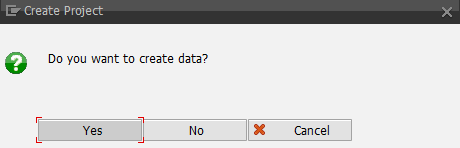 Create Project
Do you want to create data?
Yes
No
Cancel